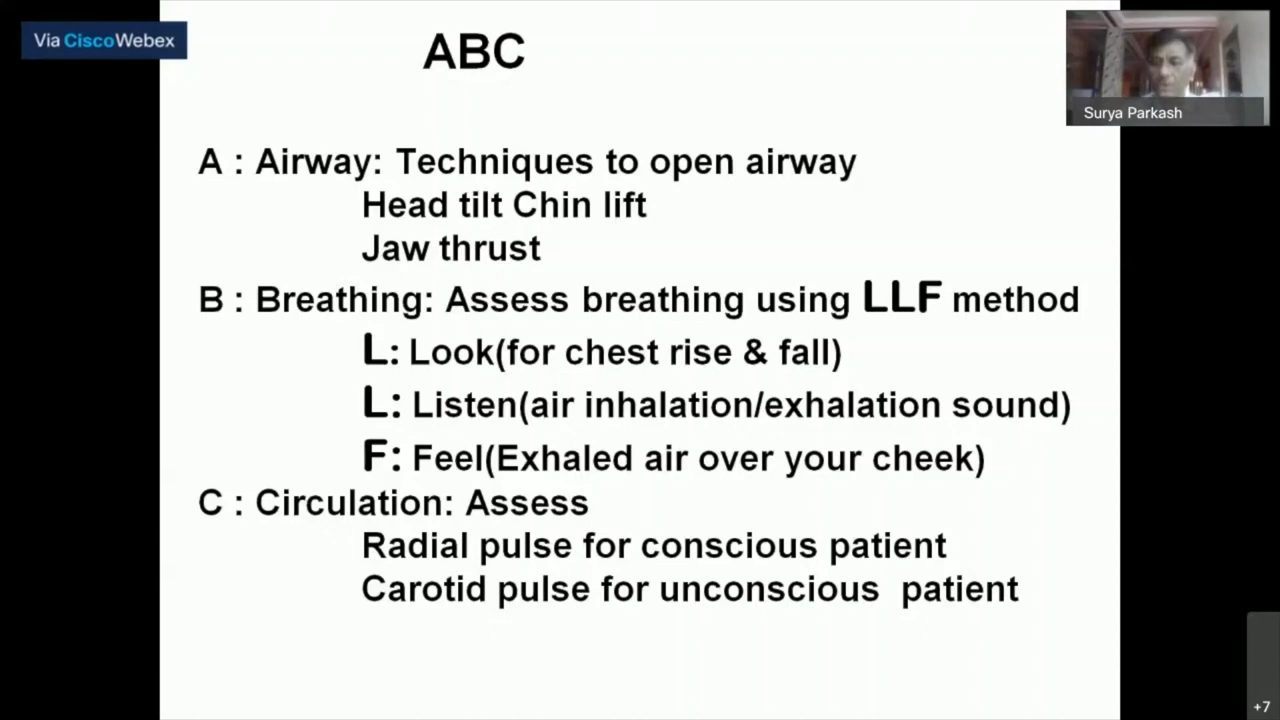 Via Cisco Webex
ABC
Surya Parkash
A : Airway: Techniques to open airway
Head tilt Chin lift
Jaw thrust
B : Breathing: Assess breathing using LLF method
L: Look(for chest rise & fall)
L: Listen(air inhalation/exhalation sound)
F: Feel(Exhaled air over your cheek)
C : Circulation: Assess
Radial pulse for conscious patient
Carotid pulse for unconscious patient
+7